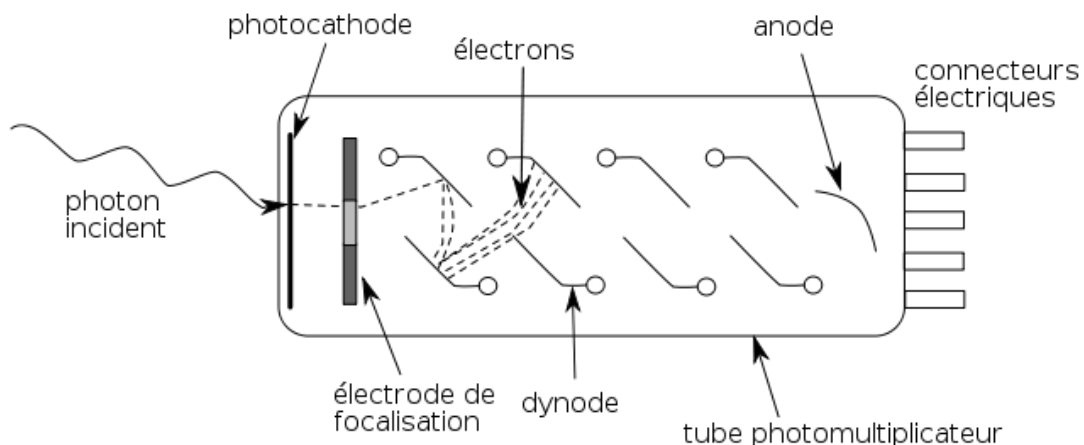 photocathode
électrons
anode
connecteurs
électriques
photon
incident
électrode de
focalisation
dynode
tube photomultiplicateur